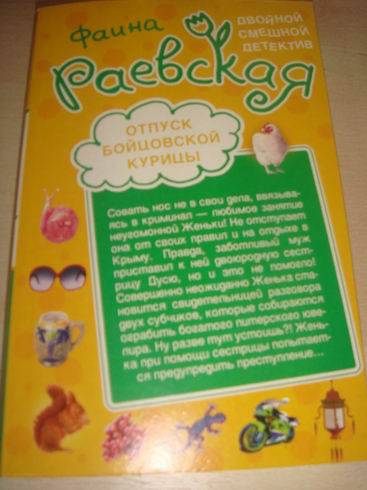 Фаина
ДВОЙНОЙ
СМЕШНОЙ
ДЕТЕКТИВ
Раевская
ОТПУСК
БОЙЦОВСКОЙ
КУРИЦЫ
Совать нос не в свои дела, ввязыва-
ясь в криминал — любимое занятие
неугомонной Женьки! Не отступает
она от своих правил и на отдыхе в
Крыму. Правда, заботливый муж
приставил к ней двоюродную сест-
рицу Дусю, но и это не помогло!
Совершенно неожиданно Женька ста-
новится свидетельницей разговора
двух субчиков, которые собираются
ограбить богатого питерского юве-
лира. Ну разве тут устоишь?! Жень-
ка при помощи сестрицы попытает-
ся предупредить преступление...